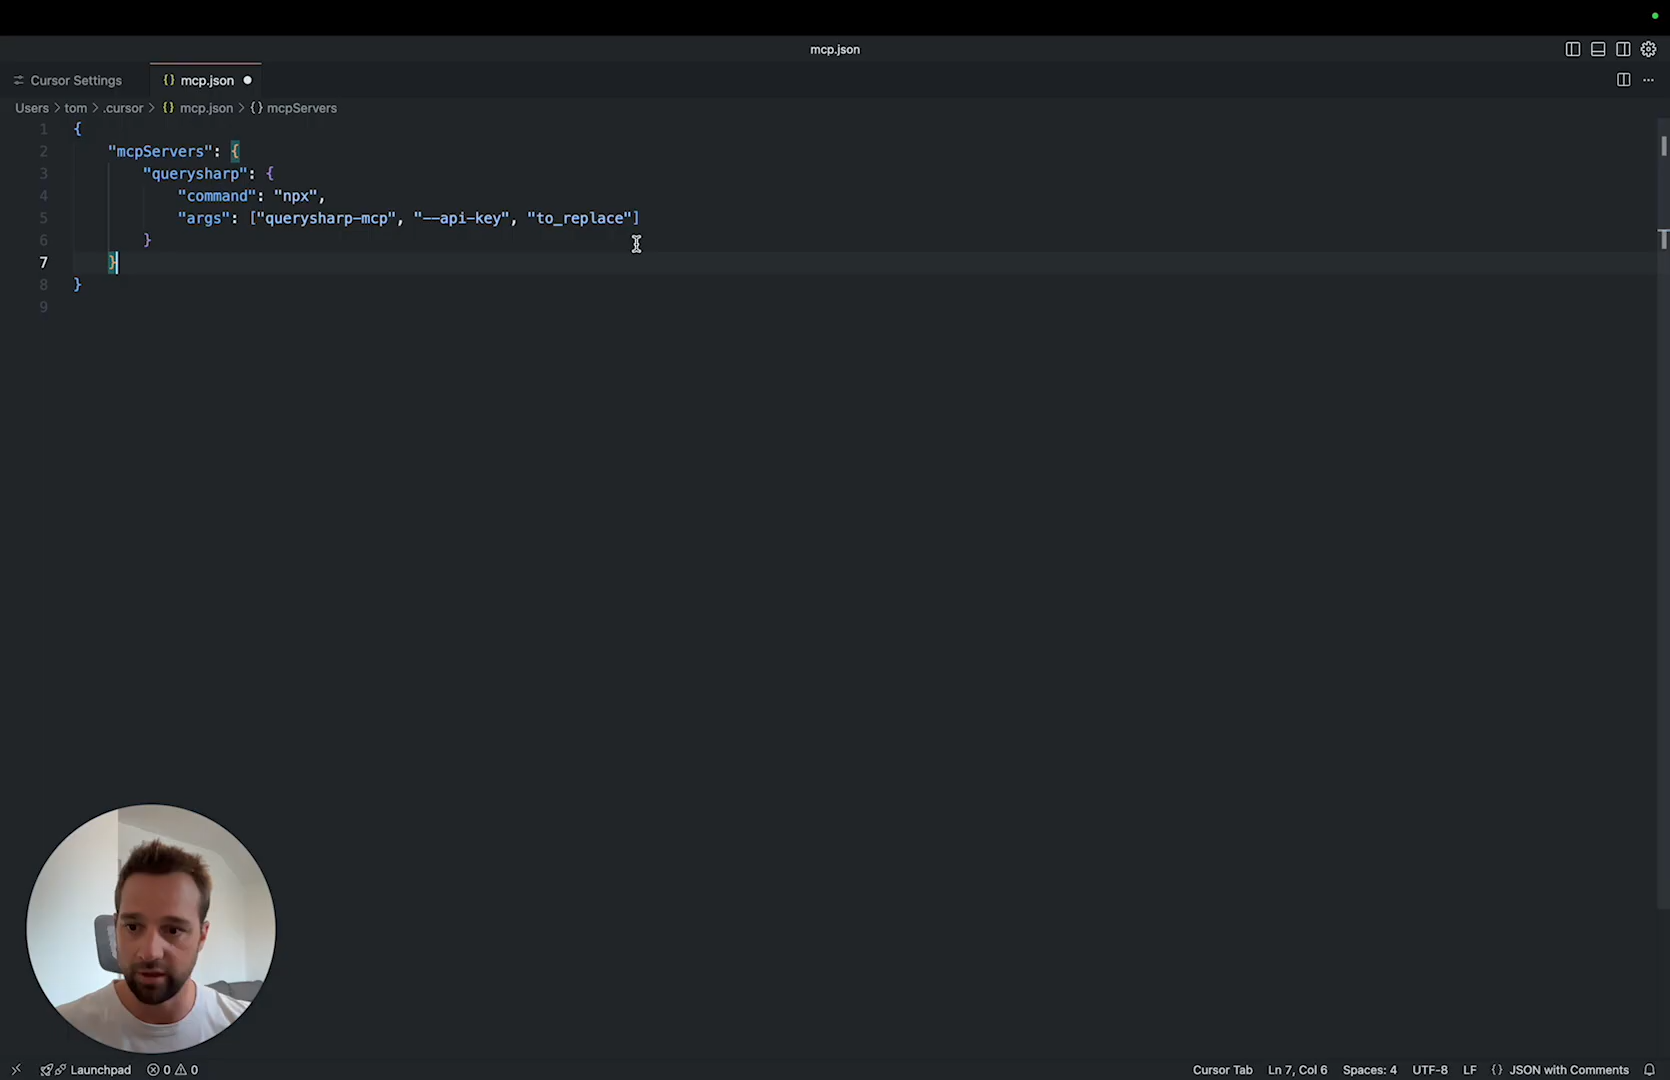 mcp.json
Cursor Settings
{} mcp.json
Users > tom > .cursor > {} mcp.json > {} mcpServers
1 {
2 "mcpServers": {
3 "querysharp": {
4 "command": "npx",
5 "args": ["querysharp-mcp", "--api-key", "to_replace"]
6 }
7 }
8 }
9
Launchpad 0 0 Cursor Tab Ln 7, Col 6 Spaces: 4 UTF-8 LF {} JSON with Comments